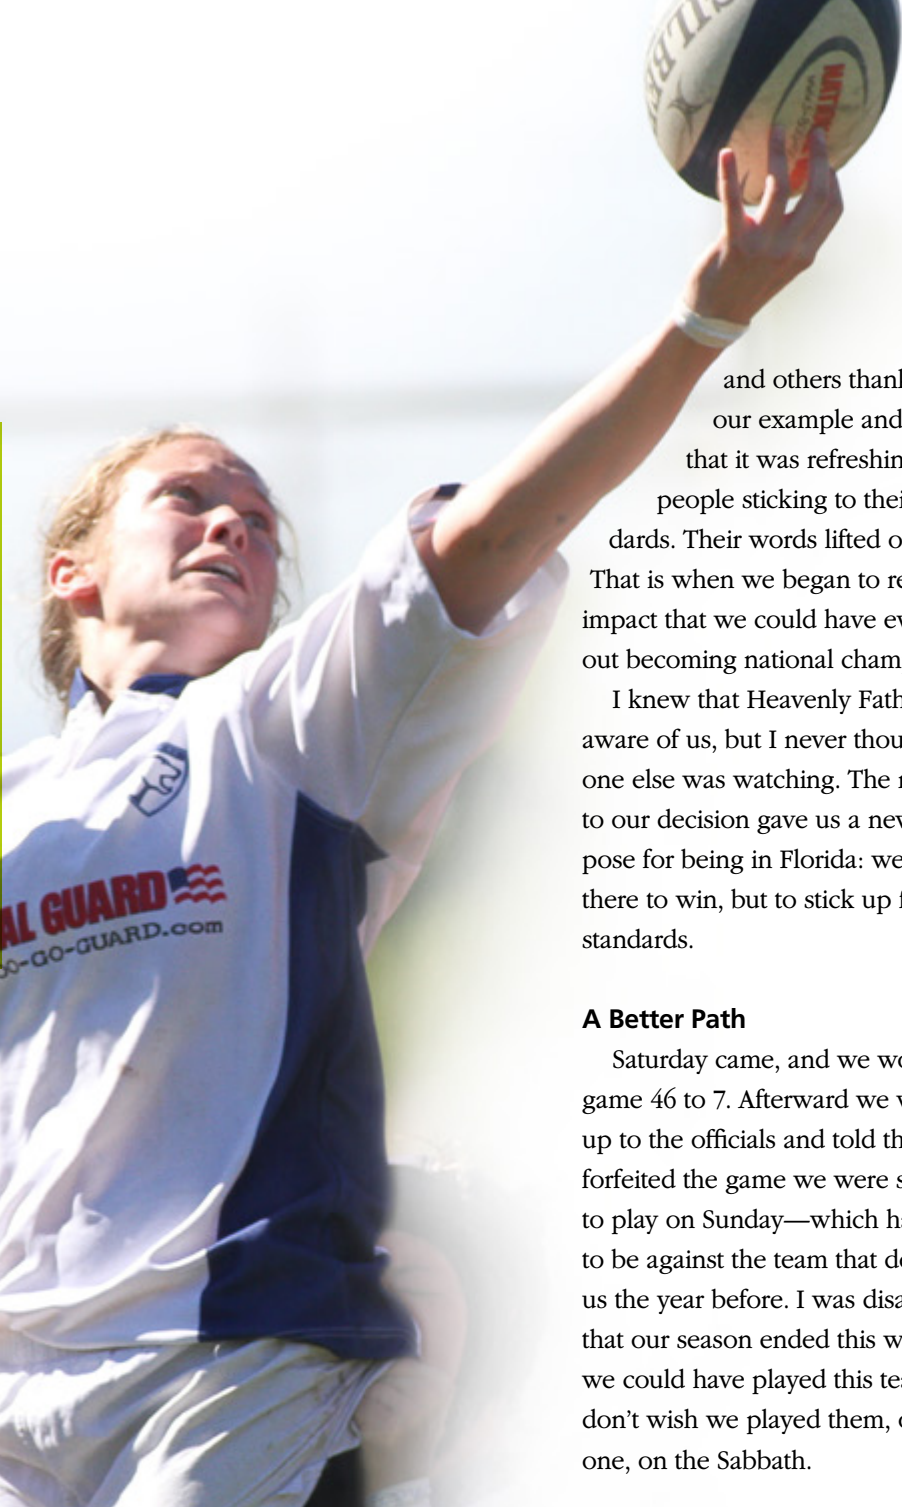 GILBE
NATI
and others thank
our example and
that it was refreshin
people sticking to thei
dards. Their words lifted o
That is when we began to re
impact that we could have ev
out becoming national cham
I knew that Heavenly Fath
aware of us, but I never thou
one else was watching. The r
to our decision gave us a new
pose for being in Florida: we
there to win, but to stick up f
standards.
A Better Path
Saturday came, and we wo
game 46 to 7. Afterward we w
up to the officials and told th
forfeited the game we were s
to play on Sunday—which ha
to be against the team that de
us the year before. I was disa
that our season ended this w
we could have played this tea
don’t wish we played them, o
one, on the Sabbath.
AL GUARD
00-GO-GUARD.com